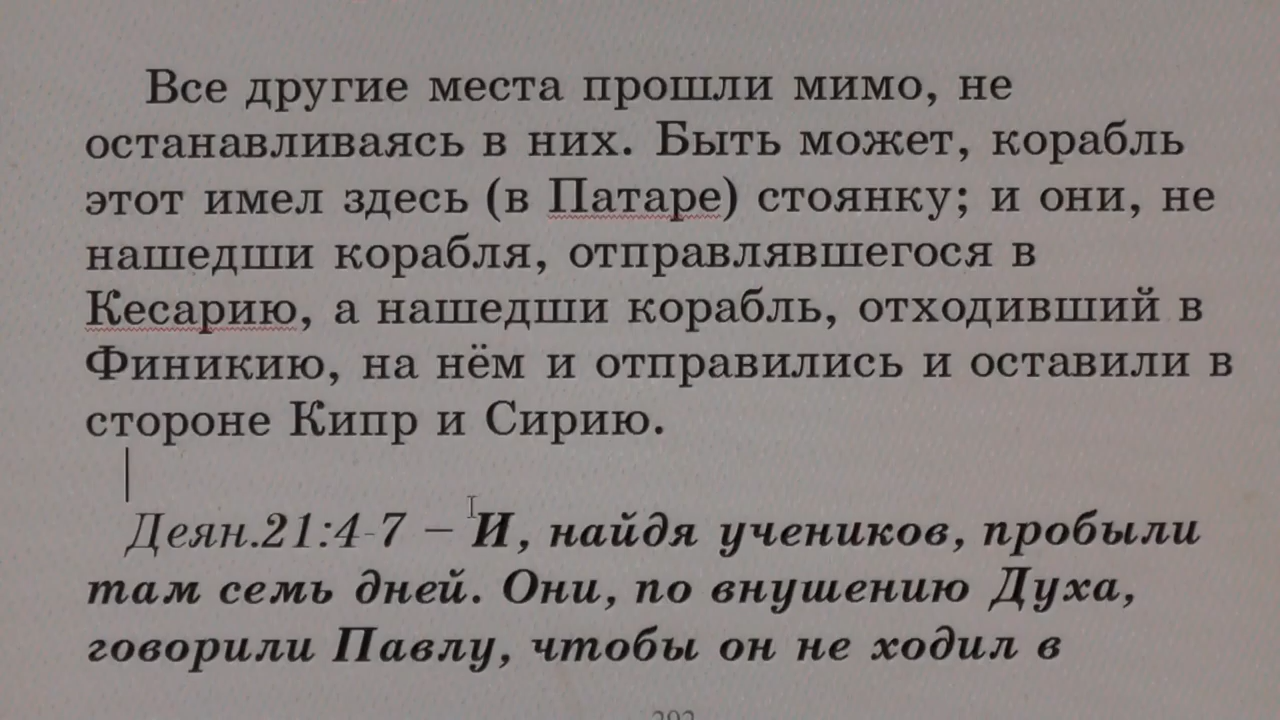 Все другие места прошли мимо, не
останавливаясь в них. Быть может, корабль
этот имел здесь (в Патаре) стоянку; и они, не
нашедши корабля, отправлявшегося в
Кесарию, а нашедши корабль, отходивший в
Финикию, на нём и отправились и оставили в
стороне Кипр и Сирию.
Деян.21:4-7 – И, найдя учеников, пробыли
там семь дней. Они, по внушению Духа,
говорили Павлу, чтобы он не ходил в